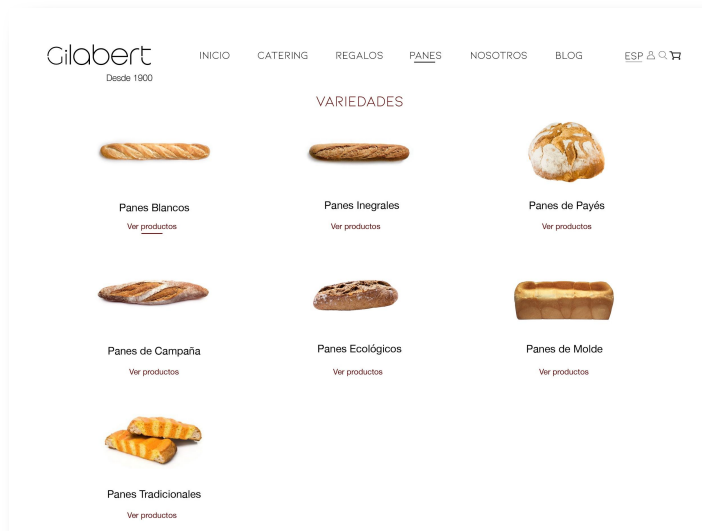 Gilabert
Desde 1900
INICIO CATERING REGALOS PANES NOSOTROS BLOG ESP
VARIEDADES
Panes Blancos Panes Inegrales Panes de Payés
Ver productos Ver productos Ver productos
Panes de Campaña Panes Ecológicos Panes de Molde
Ver productos Ver productos Ver productos
Panes Tradicionales
Ver productos